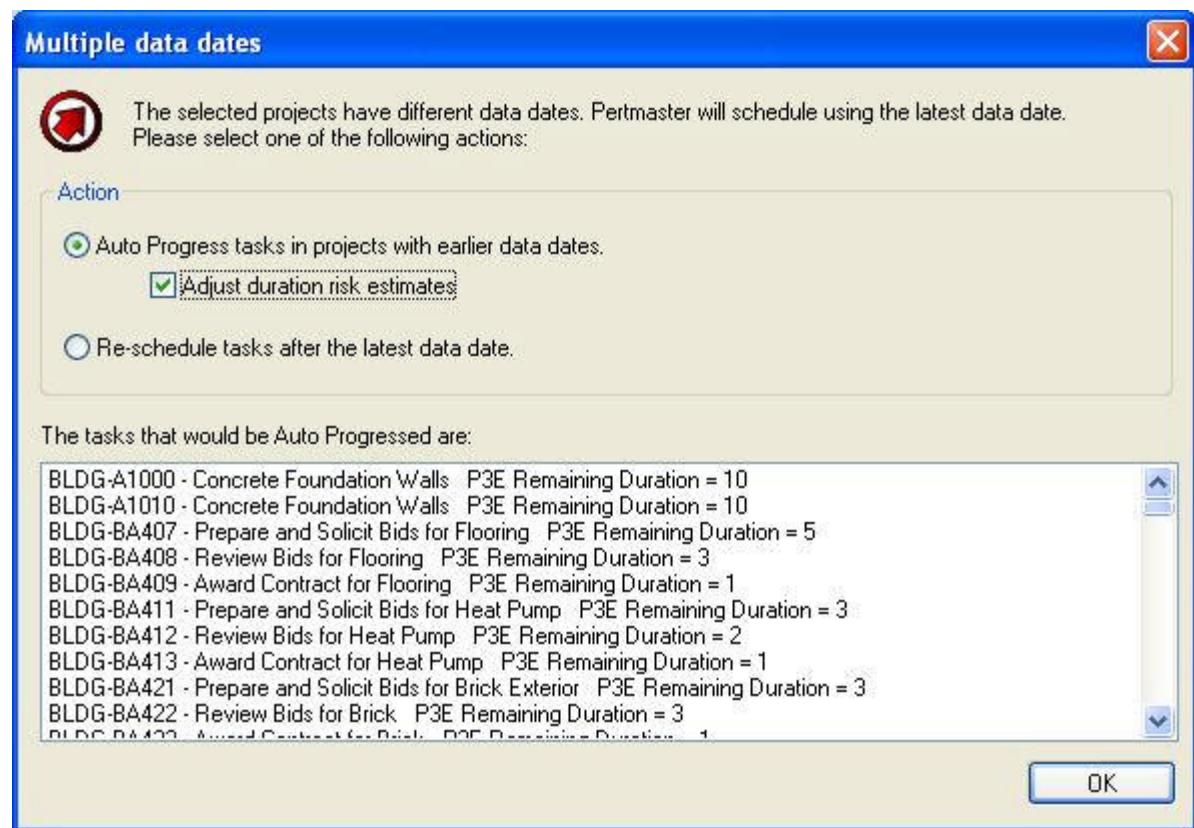 Multiple data dates
The selected projects have different data dates. Pertmaster will schedule using the latest data date.
Please select one of the following actions:
Action
Auto Progress tasks in projects with earlier data dates.
Adjust duration risk estimates
Re-schedule tasks after the latest data date.
The tasks that would be Auto Progressed are:
BLDG-A1000 - Concrete Foundation Walls P3E Remaining Duration = 10
BLDG-A1010 - Concrete Foundation Walls P3E Remaining Duration = 10
BLDG-BA407 - Prepare and Solicit Bids for Flooring P3E Remaining Duration = 5
BLDG-BA408 - Review Bids for Flooring P3E Remaining Duration = 3
BLDG-BA409 - Award Contract for Flooring P3E Remaining Duration = 1
BLDG-BA411 - Prepare and Solicit Bids for Heat Pump P3E Remaining Duration = 3
BLDG-BA412 - Review Bids for Heat Pump P3E Remaining Duration = 2
BLDG-BA413 - Award Contract for Heat Pump P3E Remaining Duration = 1
BLDG-BA421 - Prepare and Solicit Bids for Brick Exterior P3E Remaining Duration = 3
BLDG-BA422 - Review Bids for Brick P3E Remaining Duration = 3
OK